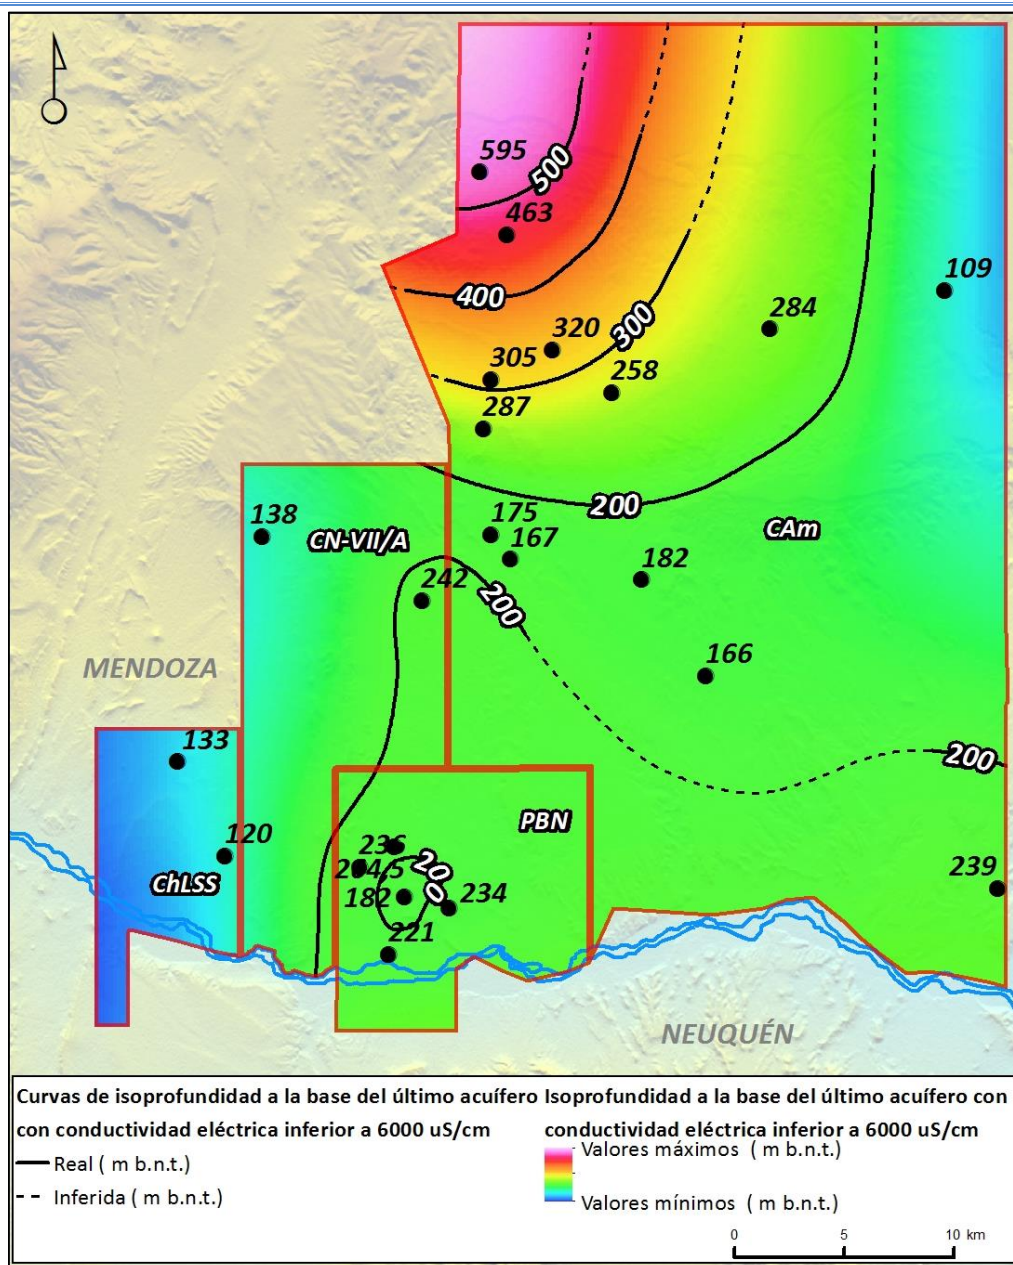 595
500
463
109
400
284
320
300
305
258
287
200
175
138
CN-VII/A
CAm
167
182
242
200
166
MENDOZA
133
200
PBN
236
120
200
234,5
239
ChLSS
182
234
221
NEUQUÉN
Curvas de isoprofundidad a la base del último acuífero
con conductividad eléctrica inferior a 6000 uS/cm
Real ( m b.n.t.)
Inferida ( m b.n.t.)
Isoprofundidad a la base del último acuífero con
conductividad eléctrica inferior a 6000 uS/cm
Valores máximos ( m b.n.t.)
Valores mínimos ( m b.n.t.)
0 5 10 km